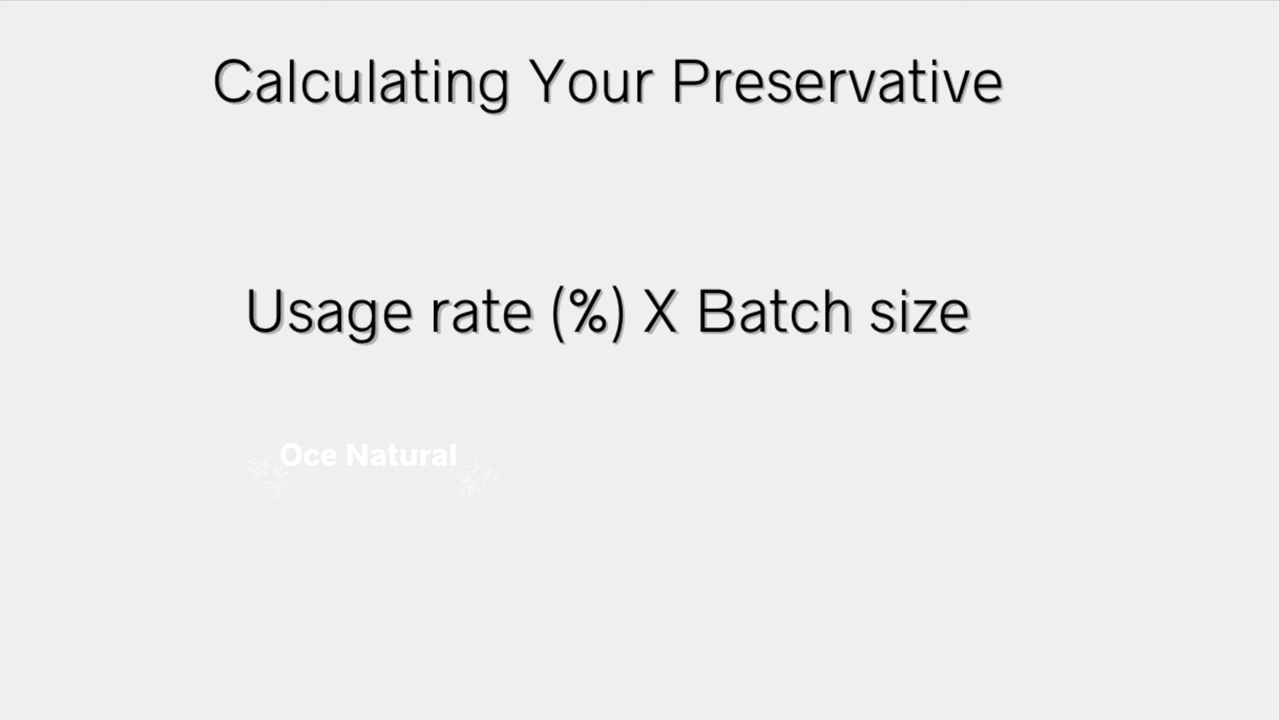 Calculating Your Preservative
Usage rate (%) X Batch size
Oce Natural